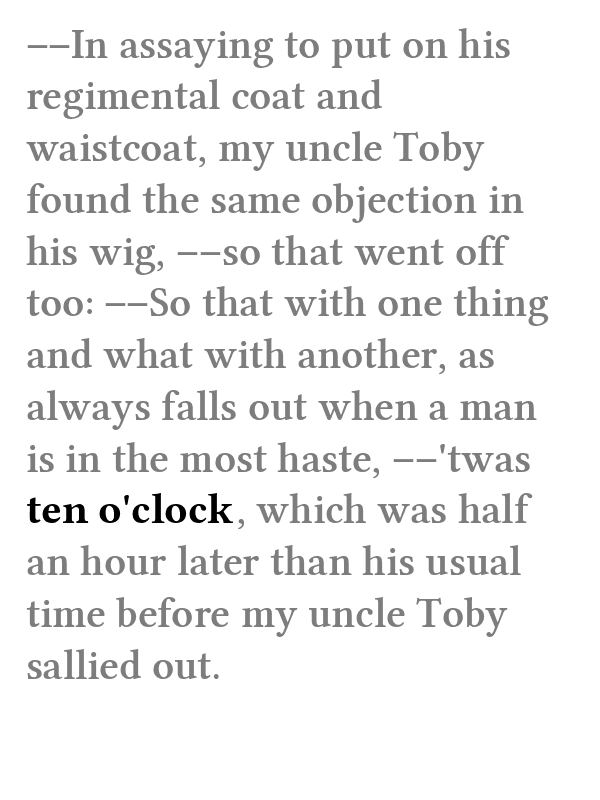 ––In assaying to put on his
regimental coat and
waistcoat, my uncle Toby
found the same objection in
his wig, ––so that went off
too: ––So that with one thing
and what with another, as
always falls out when a man
is in the most haste, ––'twas
ten o'clock, which was half
an hour later than his usual
time before my uncle Toby
sallied out.